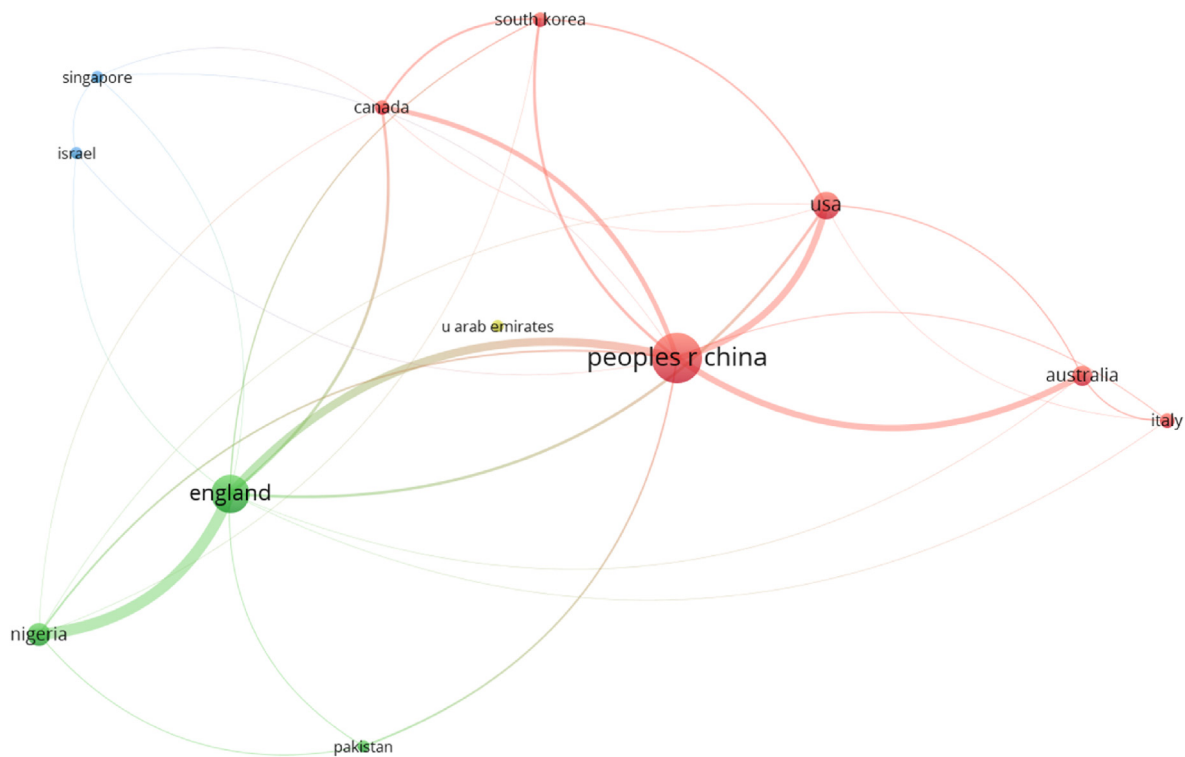 south korea
singapore
canada
israel
usa
u arab emirates
peoples r china
australia
italy
england
nigeria
pakistan